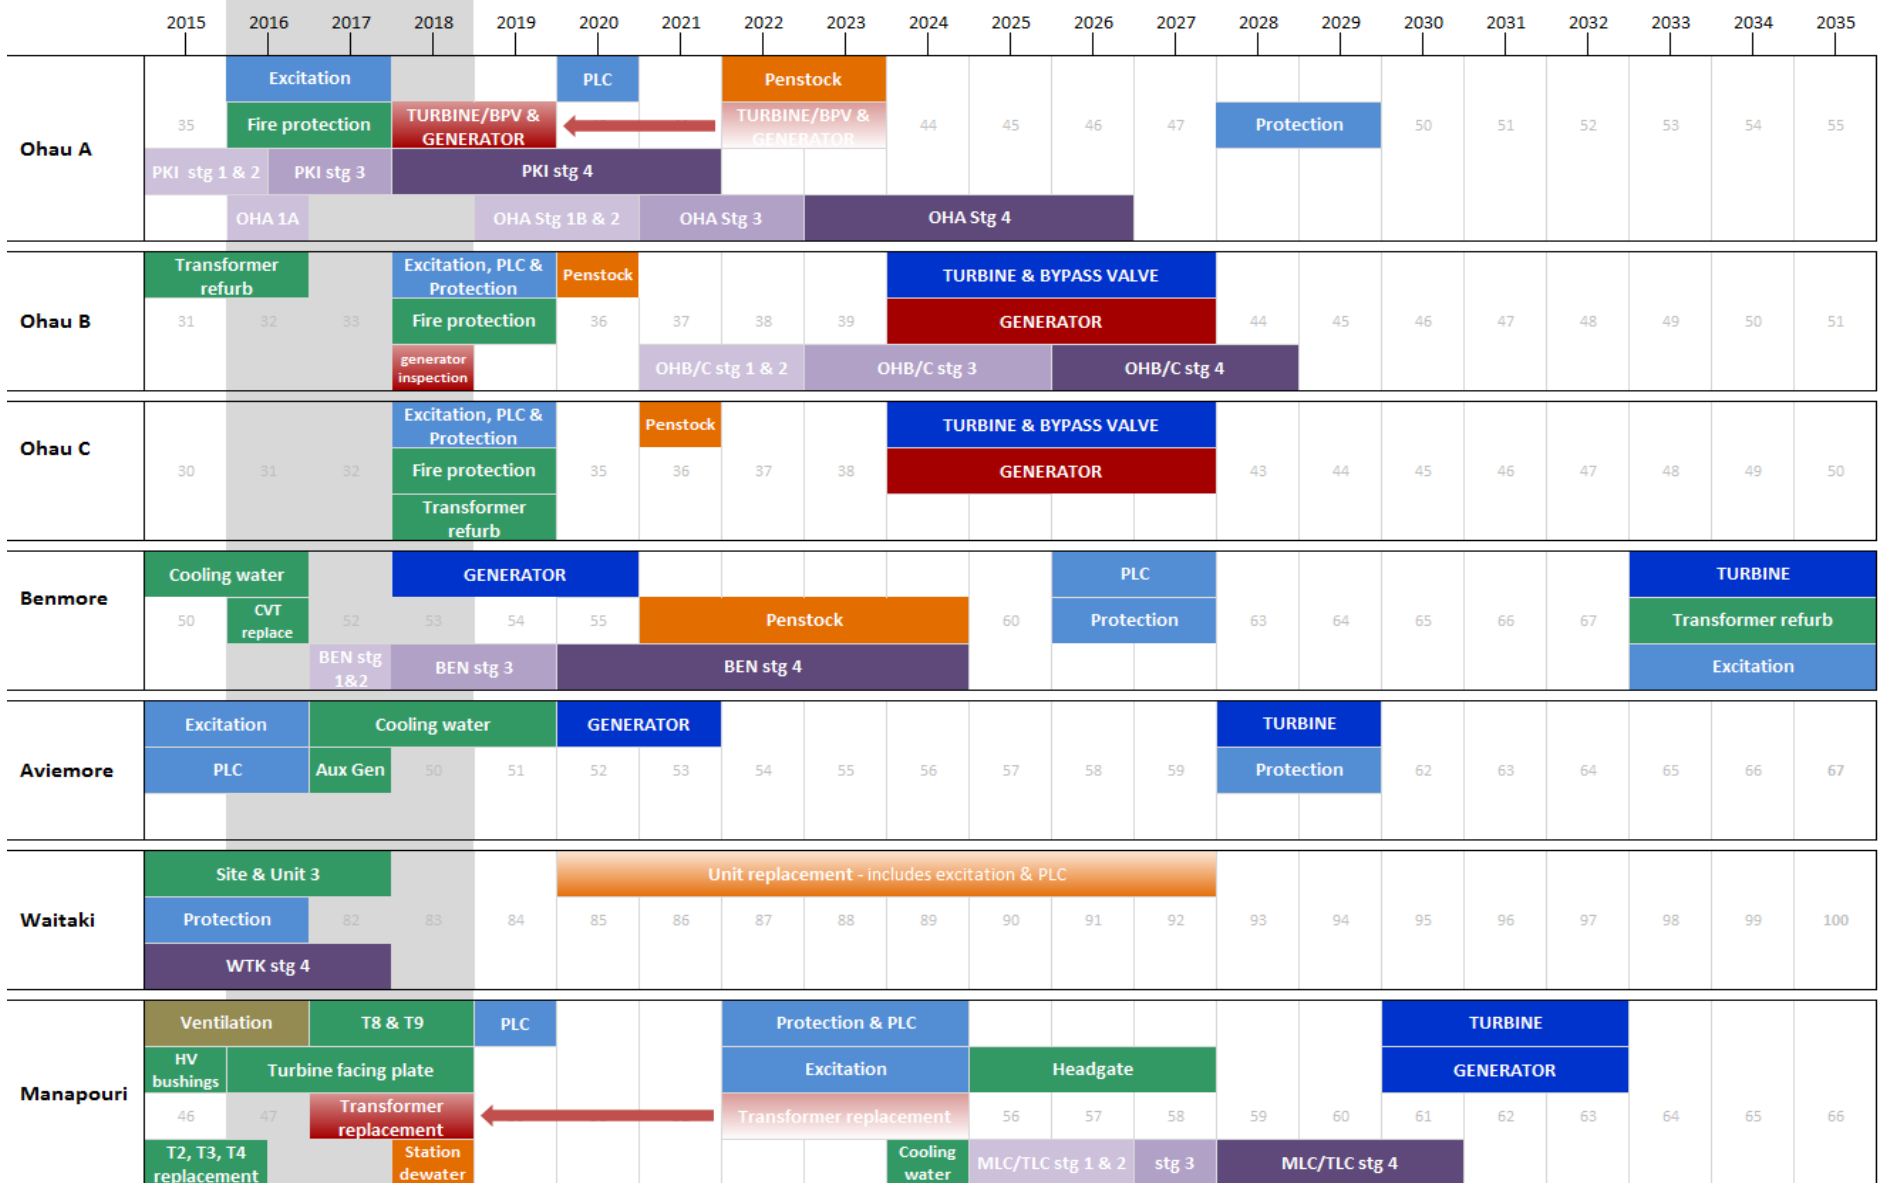 2015 2016 2017 2018 2019 2020 2021 2022 2023 2024 2025 2026 2027 2028 2029 2030 2031 2032 2033 2034 2035
Excitation PLC Penstock
Ohau A
35 Fire protection TURBINE/BPV & TURBINE/BPV & 44 45 46 47 Protection 50 51 52 53 54 55
GENERATOR GENERATOR
PKI stg 1 & 2 PKI stg 3 PKI stg 4
OHA 1A OHA Stg 1B & 2 OHA Stg 3 OHA Stg 4
Transformer Excitation, PLC & Penstock TURBINE & BYPASS VALVE
refurb Protection
Ohau B 31 32 33 Fire protection 36 37 38 39 GENERATOR 44 45 46 47 48 49 50 51
generator OHB/C stg 1 & 2 OHB/C stg 3 OHB/C stg 4
inspection
Excitation, PLC & Penstock TURBINE & BYPASS VALVE
Protection
Ohau C
30 31 32 Fire protection 35 36 37 38 GENERATOR 43 44 45 46 47 48 49 50
Transformer
refurb
Cooling water GENERATOR PLC TURBINE
Benmore
50 CVT 52 53 54 55 Penstock 60 Protection 63 64 65 66 67 Transformer refurb
replace
BEN stg BEN stg 3 BEN stg 4 Excitation
1&2
Excitation Cooling water GENERATOR TURBINE
Aviemore PLC Aux Gen 50 51 52 53 54 55 56 57 58 59 Protection 62 63 64 65 66 67
Site & Unit 3 Unit replacement - includes excitation & PLC
Waitaki Protection 82 83 84 85 86 87 88 89 90 91 92 93 94 95 96 97 98 99 100
WTK stg 4
Ventilation T8 & T9 PLC Protection & PLC TURBINE
HV Turbine facing plate Excitation Headgate GENERATOR
bushings
Manapouri
46 47 Transformer Transformer replacement 56 57 58 59 60 61 62 63 64 65 66
replacement
T2, T3, T4 Station Cooling MLC/TLC stg 1 & 2 stg 3 MLC/TLC stg 4
replacement dewater water